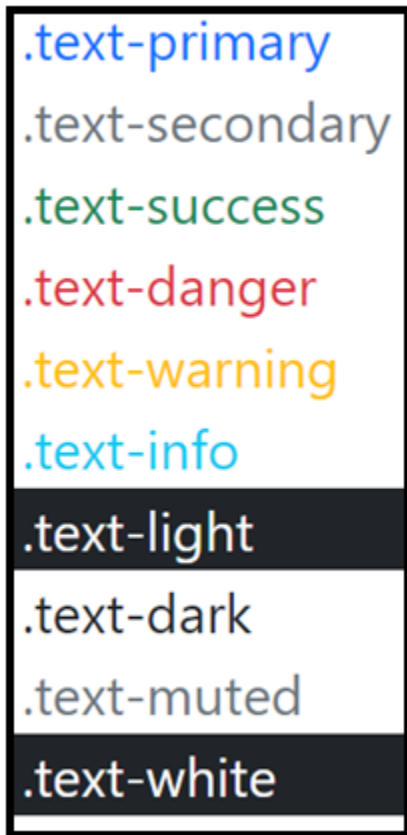 .text-primary
.text-secondary
.text-success
.text-danger
.text-warning
.text-info
.text-light
.text-dark
.text-muted
.text-white